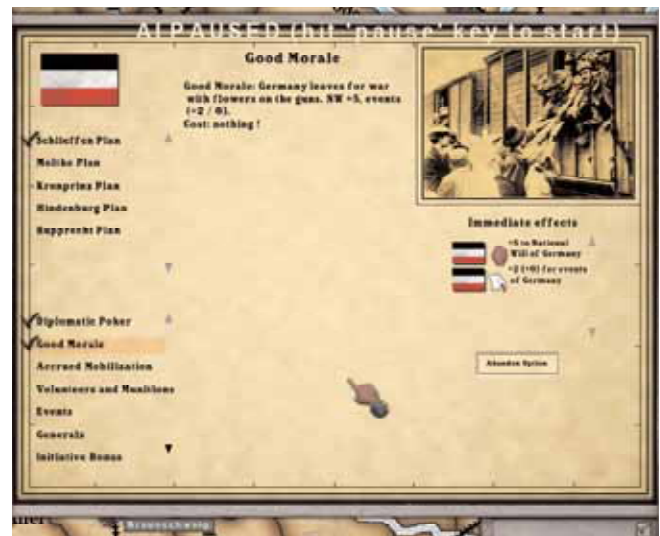 AI PAUSED (hit 'pause' key to start)
Good Morale
Good Morale: Germany leaves for war
with flowers on the guns. NW +5, events
(+2 / 0).
Cost: nothing !
Schlieffen Plan
Moltke Plan
Kronprinz Plan
Hindenburg Plan
Rupprecht Plan
Immediate effects
+5 to National
Will of Germany
+2 (+0) for events
of Germany
Diplomatic Poker
Good Morale
Accrued Mobilization
Volunteers and Munitions
Events
Generals
Initiative Bonus
Abandon Option
Braunschweig